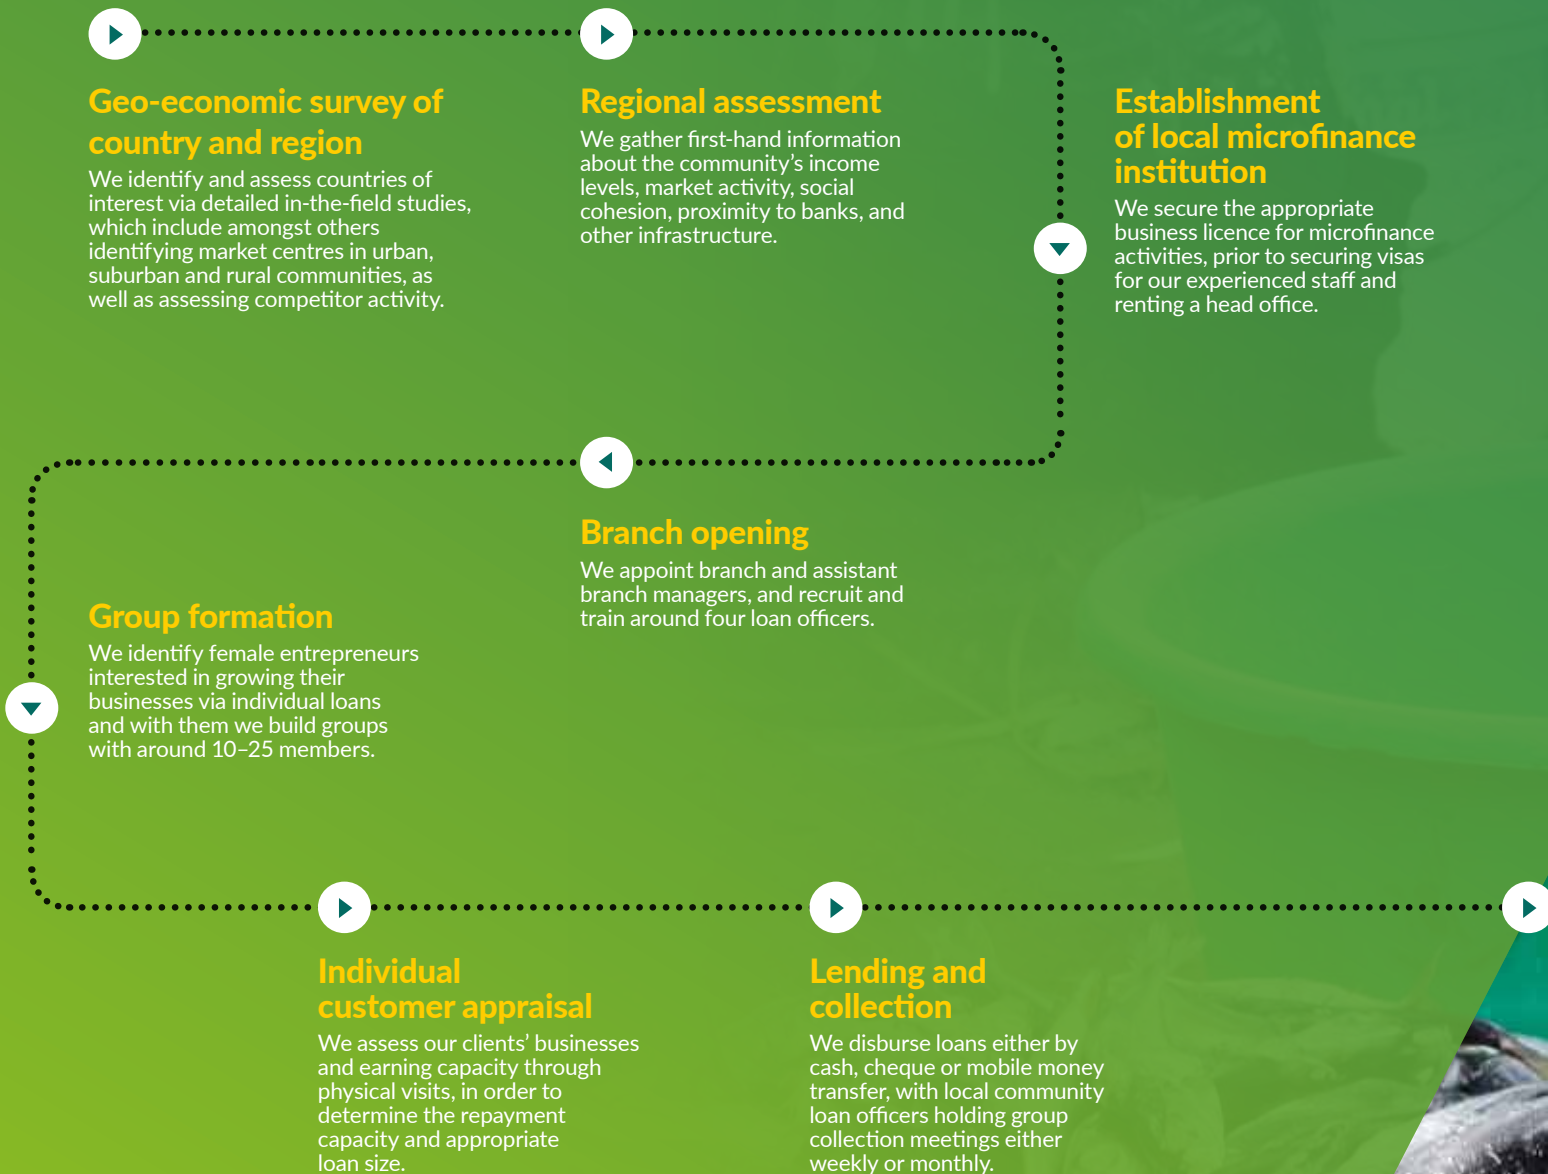 Geo-economic survey of
country and region
We identify and assess countries of
interest via detailed in-the-field studies,
which include amongst others
identifying market centres in urban,
suburban and rural communities, as
well as assessing competitor activity.
Regional assessment
We gather first-hand information
about the community’s income
levels, market activity, social
cohesion, proximity to banks, and
other infrastructure.
Establishment
of local microfinance
institution
We secure the appropriate
business licence for microfinance
activities, prior to securing visas
for our experienced staff and
renting a head office.
Branch opening
We appoint branch and assistant
branch managers, and recruit and
train around four loan officers.
Group formation
We identify female entrepreneurs
interested in growing their
businesses via individual loans
and with them we build groups
with around 10–25 members.
Individual
customer appraisal
We assess our clients’ businesses
and earning capacity through
physical visits, in order to
determine the repayment
capacity and appropriate
loan size.
Lending and
collection
We disburse loans either by
cash, cheque or mobile money
transfer, with local community
loan officers holding group
collection meetings either
weekly or monthly.